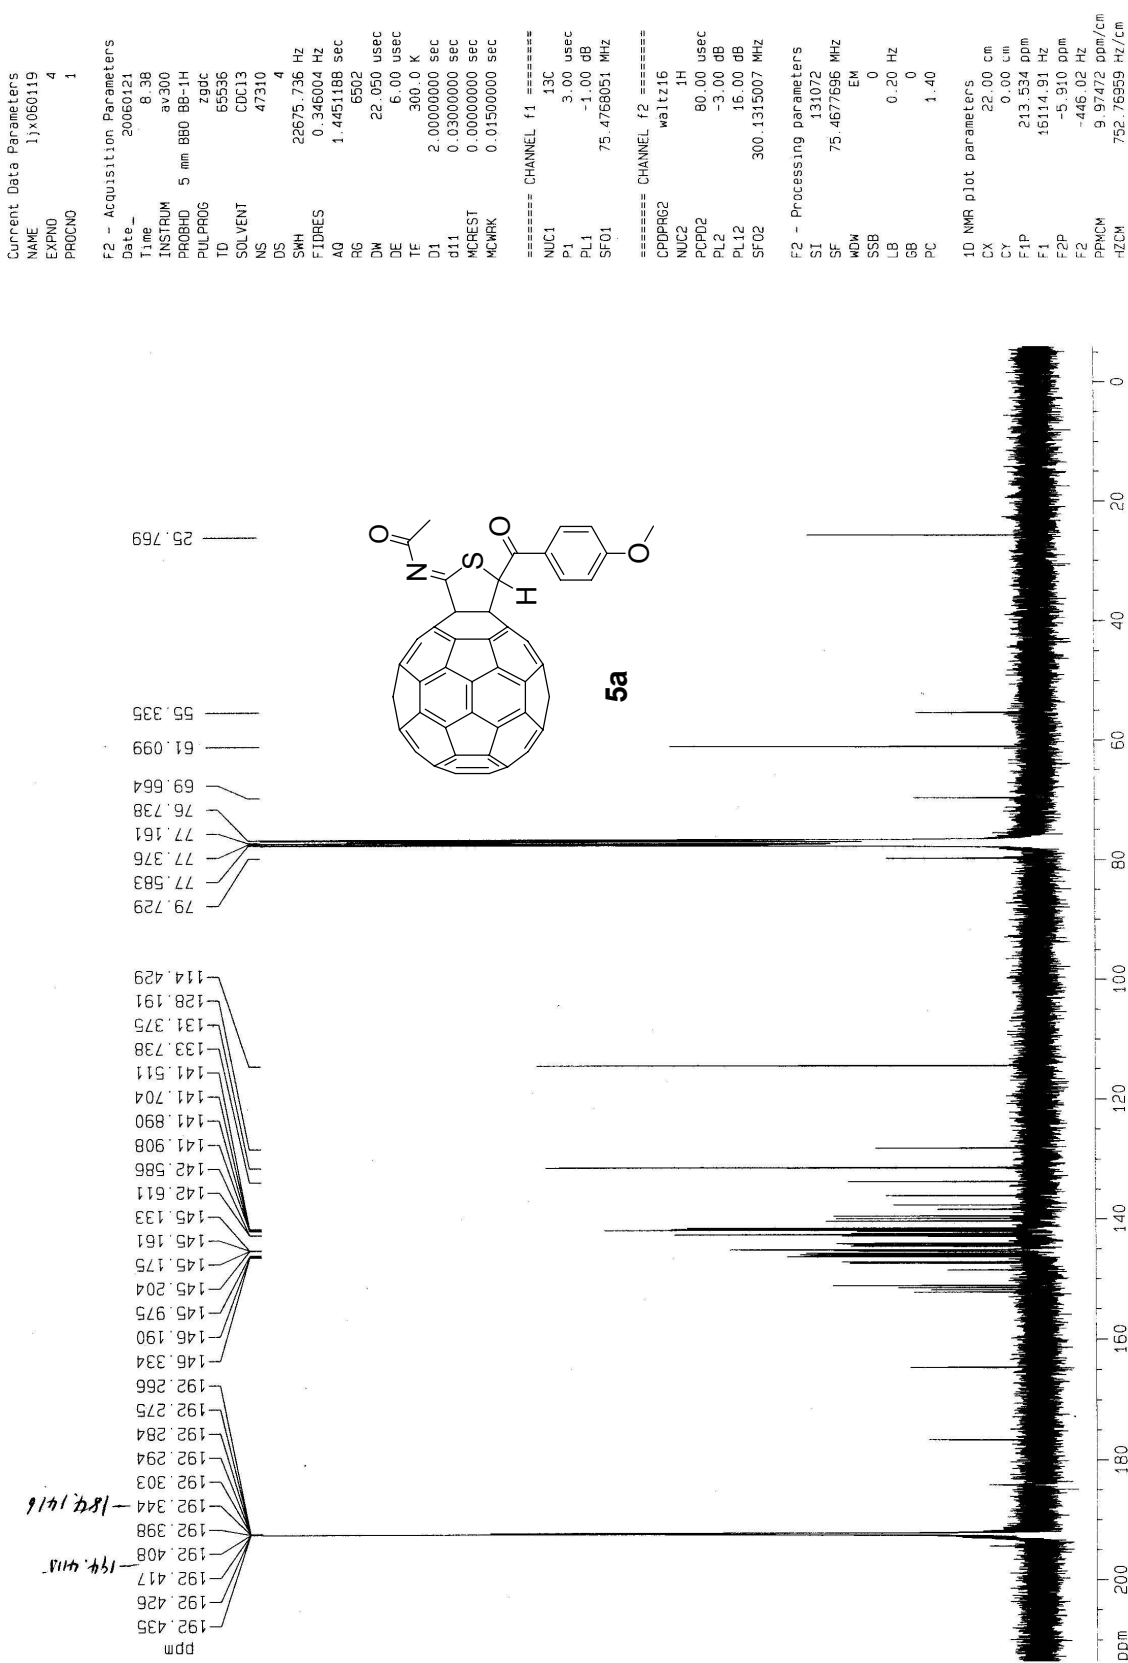 Current Data Parameters
NAME 1jx060119
EXPNO 4
PROCNO 1
F2 - Acquisition Parameters
Date_ 20060121
Time 8.38
INSTRUM av300
PROBHD 5 mm BBO BB-1H
PULPROG zgdc
TD 65536
SOLVENT CDCl3
NS 47310
DS 4
SWH 22675.736 Hz
FIDRES 0.346004 Hz
AQ 1.4451188 sec
RG 6502
DW 22.050 usec
DE 6.00 usec
TE 300.0 K
D1 2.00000000 sec
d11 0.03000000 sec
MCREST 0.00000000 sec
MCWRK 0.01500000 sec
======== CHANNEL f1 ========
NUC1 13C
P1 3.00 usec
PL1 -1.00 dB
SFO1 75.4768051 MHz
======== CHANNEL f2 ========
CPDPRG2 waltz16
NUC2 1H
PCPD2 80.00 usec
PL2 -3.00 dB
PL12 16.00 dB
SFO2 300.1315007 MHz
F2 - Processing parameters
SI 131072
SF 75.4677696 MHz
WDW EM
SSB 0
LB 0.20 Hz
GB 0
PC 1.40
1D NMR plot parameters
CX 22.00 cm
CY 0.00 cm
F1P 213.534 ppm
F1 16114.91 Hz
F2P -5.910 ppm
F2 -446.02 Hz
PPMCM 9.97472 ppm/cm
HZCM 752.76959 Hz/cm
ppm
192.435
192.426
192.417
192.408
192.398
192.344
192.303
192.294
192.284
192.275
192.266
146.334
146.190
145.975
145.204
145.175
145.161
145.133
142.611
142.586
141.908
141.890
141.704
141.511
133.738
131.375
128.191
114.429
79.729
77.583
77.376
77.161
76.738
69.664
61.099
55.335
25.769
184.1416
O
N
S
O
H
O
5a
ppm 200 180 160 140 120 100 80 60 40 20 0